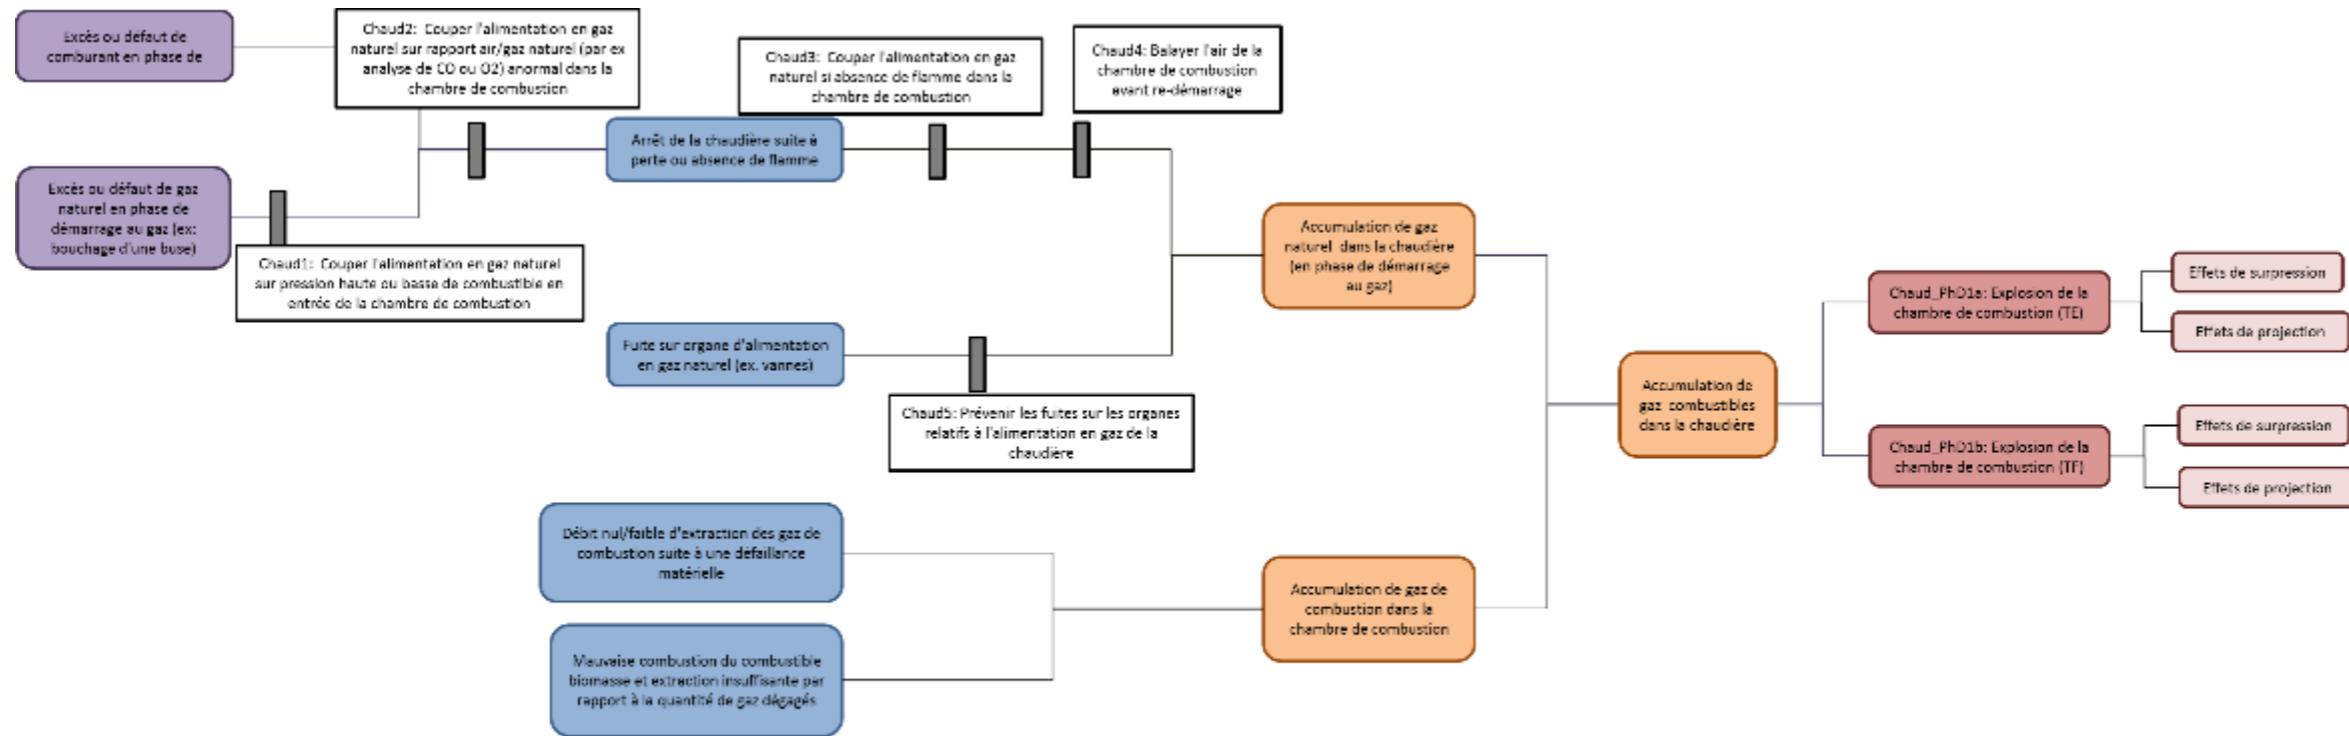 Excès ou défaut de
comburant en phase de
Chaud2: Couper l'alimentation en gaz
naturel sur rapport air/gaz naturel (par ex
analyse de CO ou O2) anormal dans la
chambre de combustion
Chaud3: Couper l'alimentation en gaz
naturel si absence de flamme dans la
chambre de combustion
Chaud4: Balayer l'air de la
chambre de combustion
avant re-démarrage
Arrêt de la chaudière suite à
perte ou absence de flamme
Excès ou défaut de gaz
naturel en phase de
démarrage au gaz (ex:
bouchage d'une buse)
Chaud1: Couper l'alimentation en gaz naturel
sur pression haute ou basse de combustible en
entrée de la chambre de combustion
Accumulation de gaz
naturel dans la chaudière
(en phase de démarrage
au gaz)
Fuite sur organe d'alimentation
en gaz naturel (ex. vannes)
Chaud5: Prévenir les fuites sur les organes
relatifs à l'alimentation en gaz de la
chaudière
Accumulation de
gaz combustibles
dans la chaudière
Chaud_PhD1a: Explosion de la
chambre de combustion (TE)
Effets de surpression
Effets de projection
Chaud_PhD1b: Explosion de la
chambre de combustion (TF)
Effets de surpression
Effets de projection
Débit nul/faible d'extraction des gaz de
combustion suite à une défaillance
matérielle
Accumulation de gaz de
combustion dans la
chambre de combustion
Mauvaise combustion du combustible
biomasse et extraction insuffisante par
rapport à la quantité de gaz dégagés